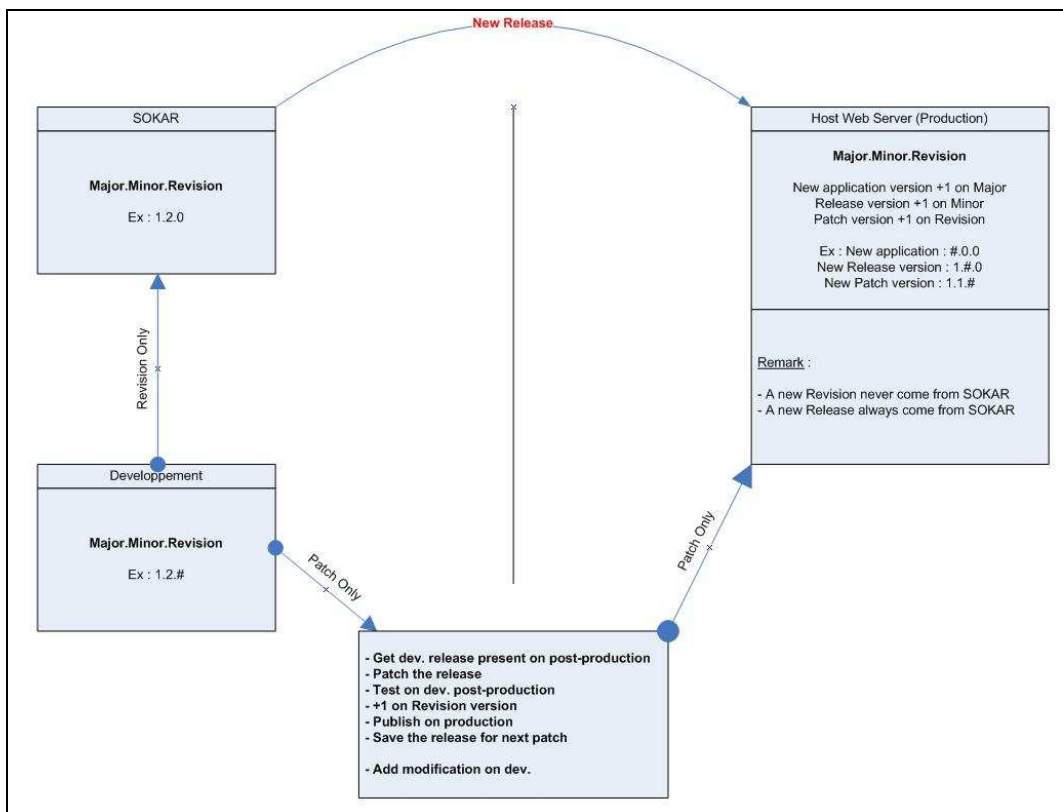 New Release
SOKAR
Major.Minor.Revision
Ex : 1.2.0
Host Web Server (Production)
Major.Minor.Revision
New application version +1 on Major
Release version +1 on Minor
Patch version +1 on Revision
Ex : New application : #.0.0
New Release version : 1.#.0
New Patch version : 1.1.#
Remark :
- A new Revision never come from SOKAR
- A new Release always come from SOKAR
Revision Only
Developpement
Major.Minor.Revision
Ex : 1.2.#
Patch Only
Patch Only
- Get dev. release present on post-production
- Patch the release
- Test on dev. post-production
- +1 on Revision version
- Publish on production
- Save the release for next patch
- Add modification on dev.